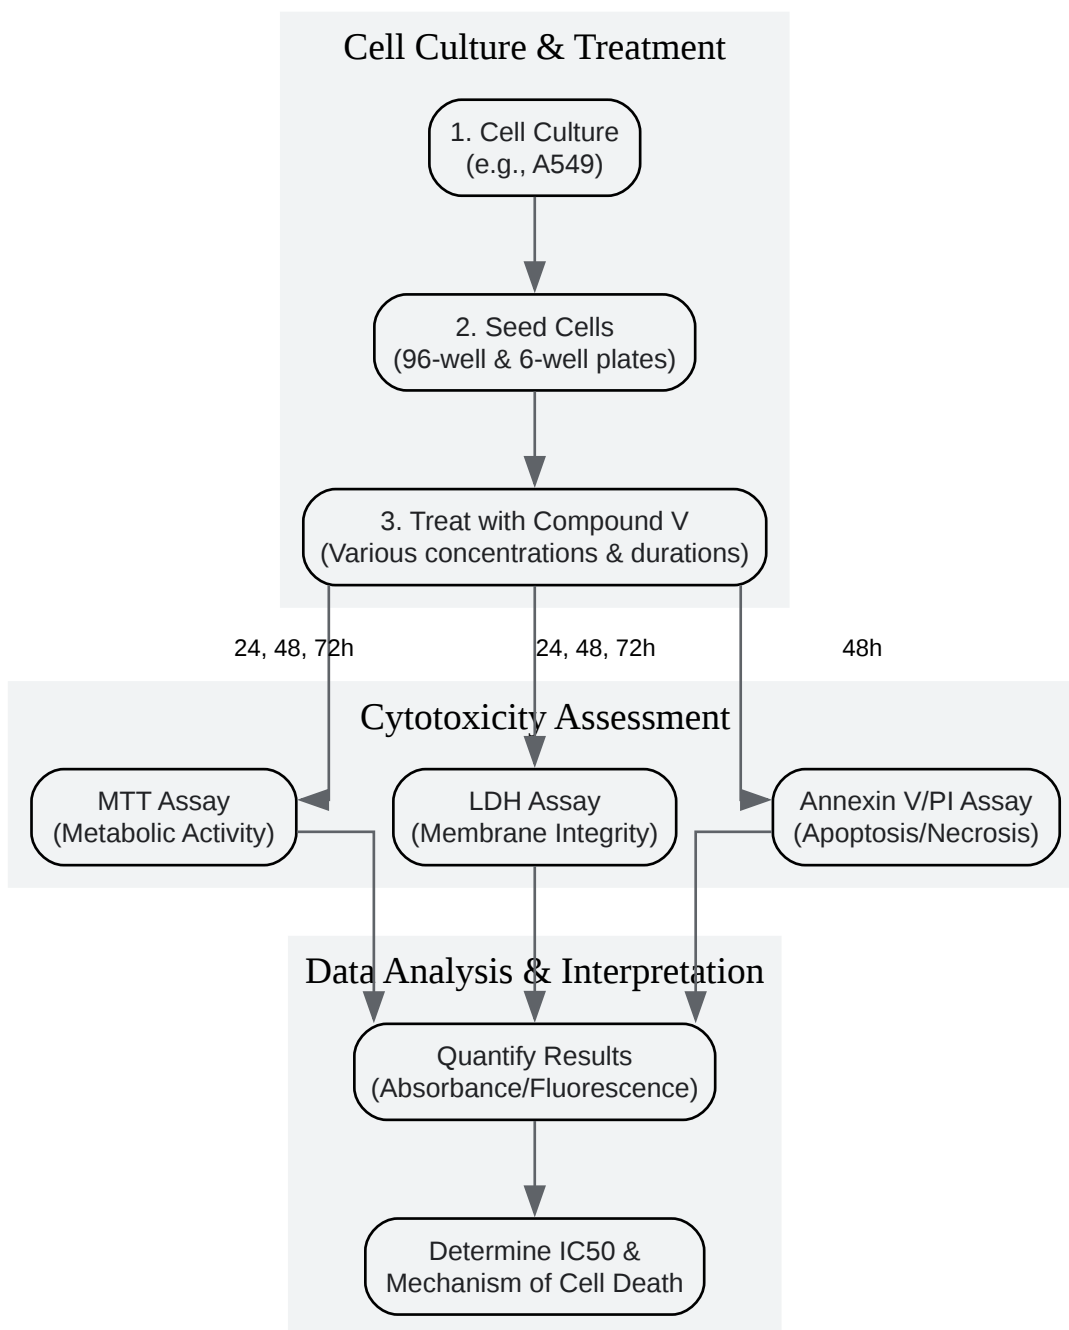 Cell Culture & Treatment
1. Cell Culture
(e.g., A549)
2. Seed Cells
(96-well & 6-well plates)
3. Treat with Compound V
(Various concentrations & durations)
24, 48, 72h
24, 48, 72h
48h
Cytotoxicity Assessment
MTT Assay
(Metabolic Activity)
LDH Assay
(Membrane Integrity)
Annexin V/PI Assay
(Apoptosis/Necrosis)
Data Analysis & Interpretation
Quantify Results
(Absorbance/Fluorescence)
Determine IC50 &
Mechanism of Cell Death